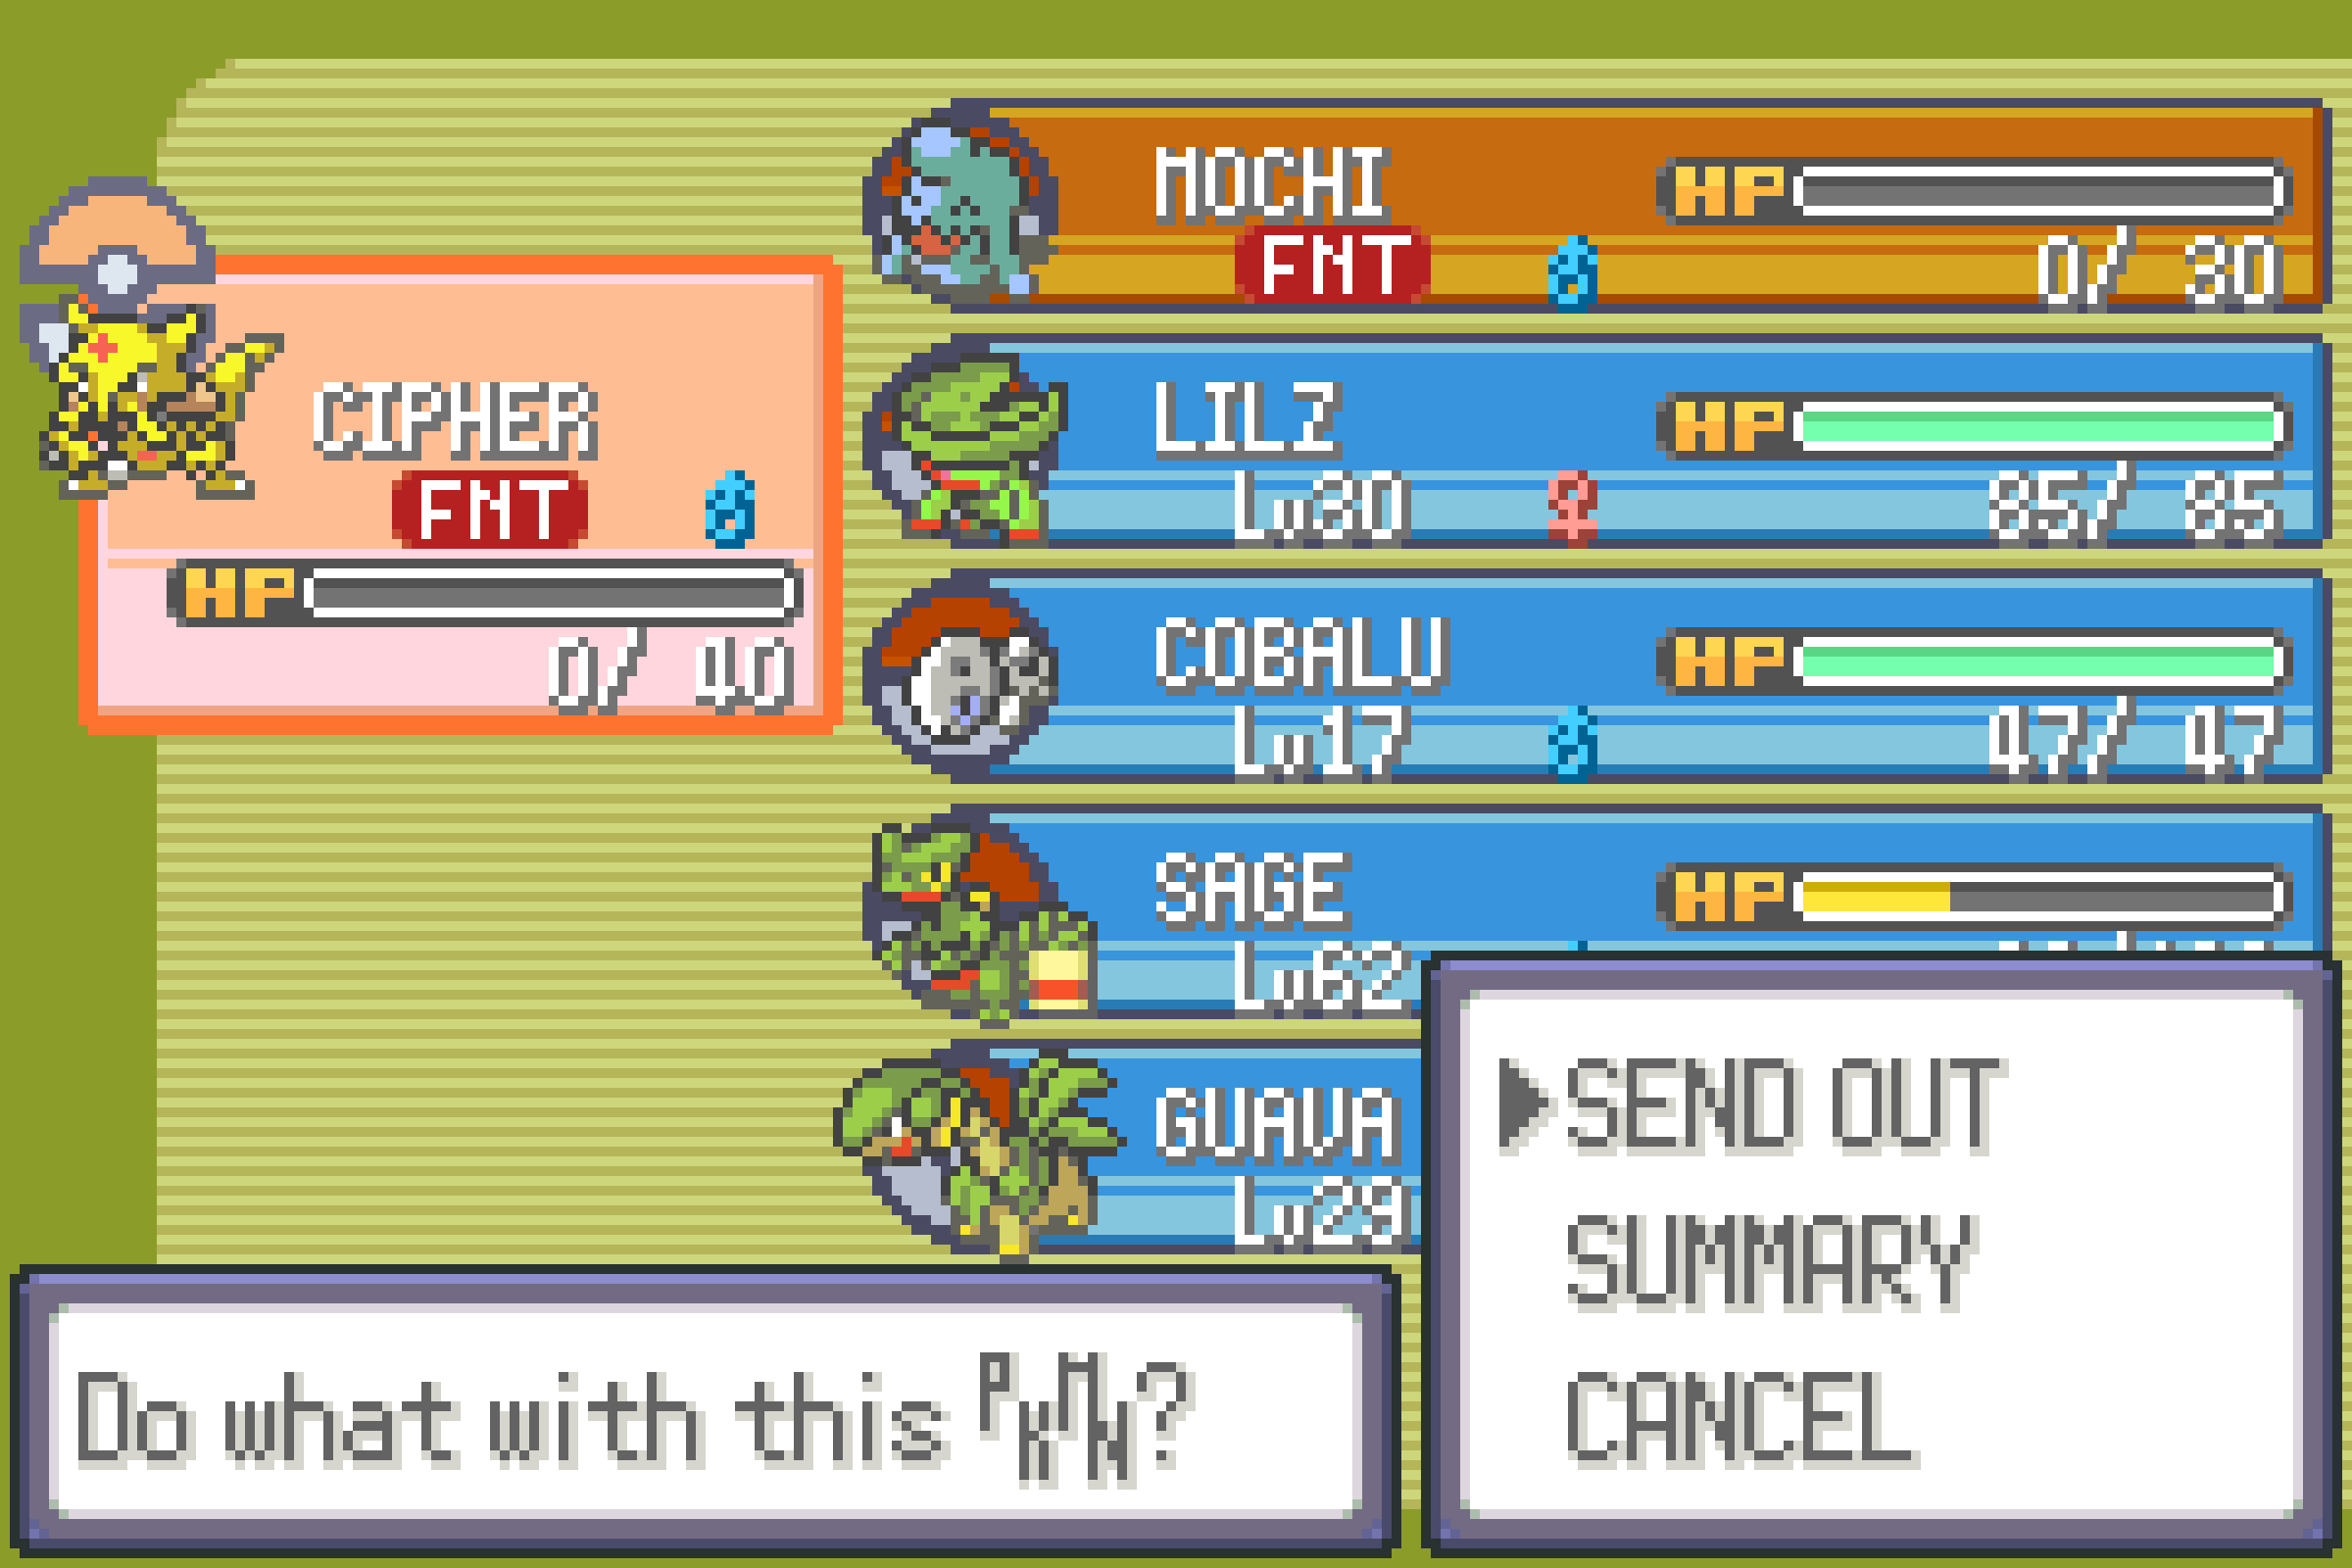 CIPHER
FNT ♂
HP
0/ 40
MOCHI
HP
FNT ♂
0/ 30
LILZ
HP
Lv30 ♀
85/ 85
COBALU
HP
Lv17 ♂
47/ 47
SAGE
HP
Lv62
GUAVA
Lv29
SEND OUT
SUMMARY
CANCEL
Do what with this PKMN?